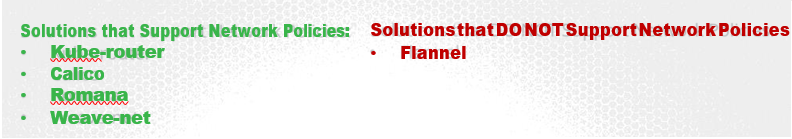 Solutions that Support Network Policies:
• Kube-router
• Calico
• Romana
• Weave-net
Solutions that DO NOT Support Network Policies
• Flannel